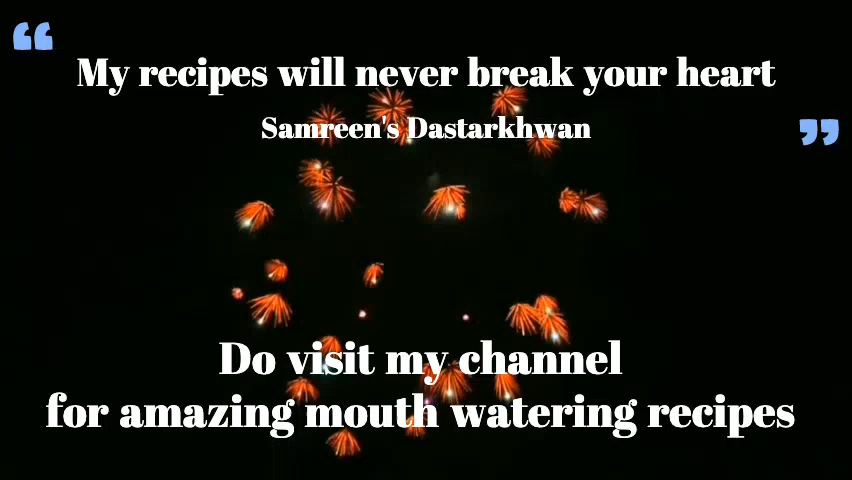 “
My recipes will never break your heart
Samreen's Dastarkhwan
”
Do visit my channel
for amazing mouth watering recipes